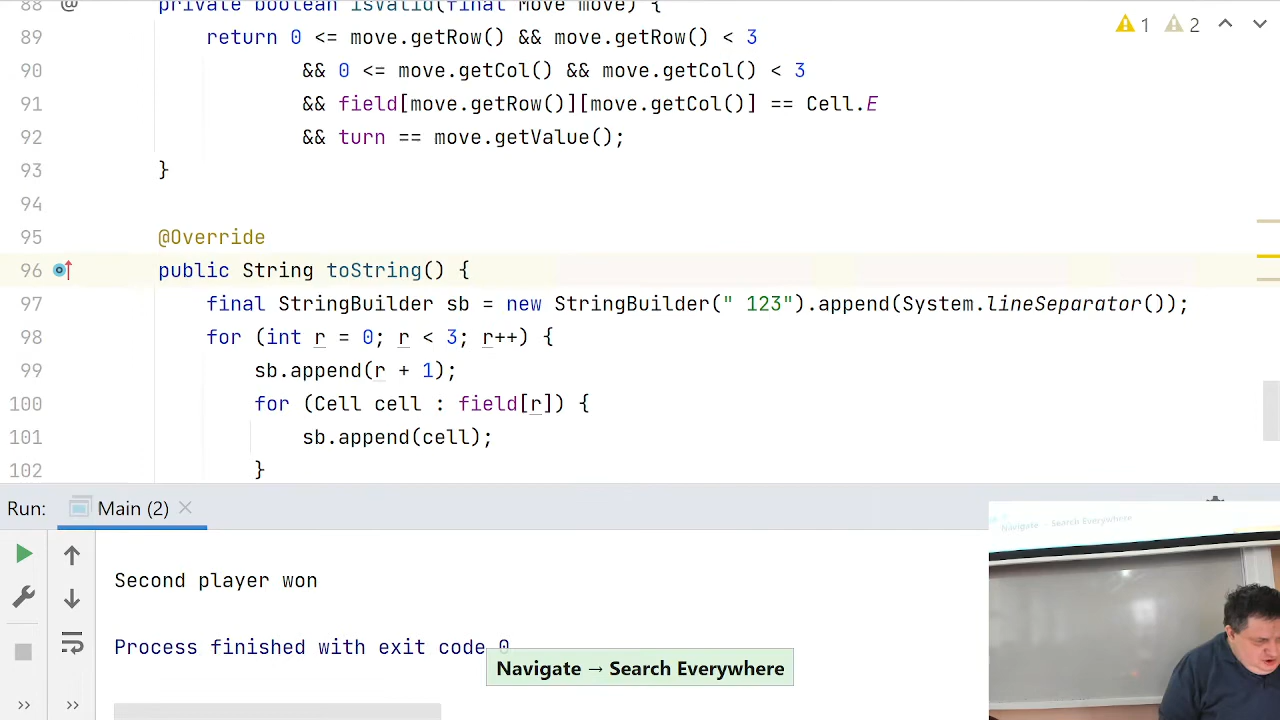 88 @ private boolean isValid(final Move move) {
89 return 0 <= move.getRow() && move.getRow() < 3
90 && 0 <= move.getCol() && move.getCol() < 3
91 && field[move.getRow()][move.getCol()] == Cell.E
92 && turn == move.getValue();
93 }
94
95 @Override
96 public String toString() {
97 final StringBuilder sb = new StringBuilder(" 123").append(System.lineSeparator());
98 for (int r = 0; r < 3; r++) {
99 sb.append(r + 1);
100 for (Cell cell : field[r]) {
101 sb.append(cell);
102 }
1 2
Run: Main (2)
Second player won
Process finished with exit code 0
Navigate → Search Everywhere
Navigate → Search Everywhere